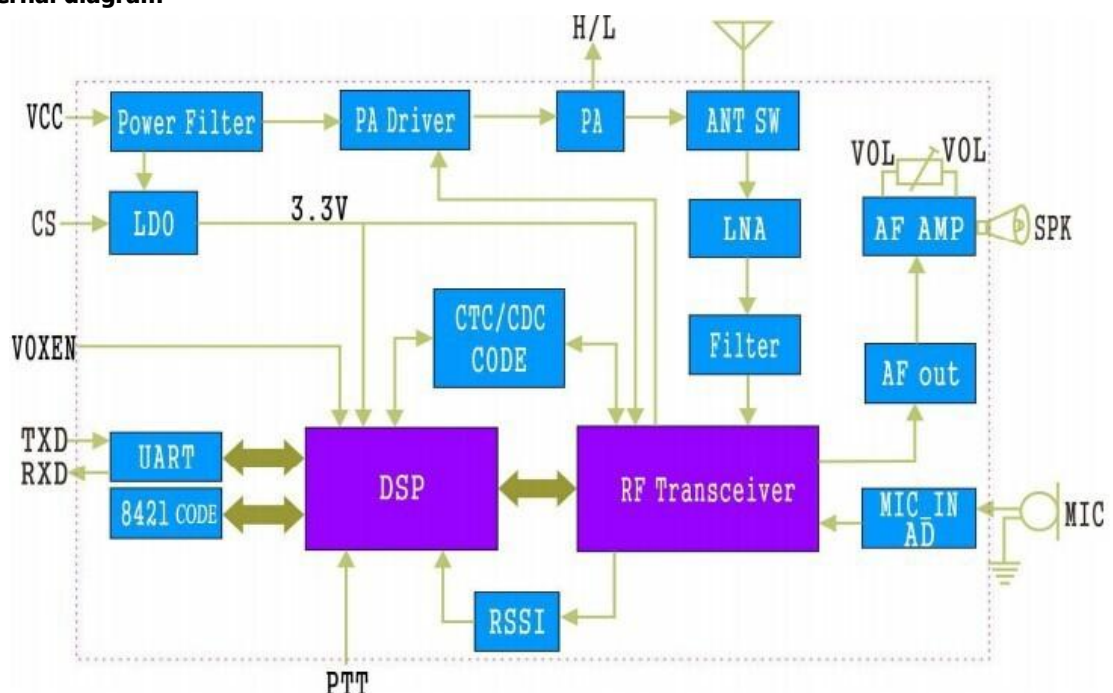 H/L
VCC
Power Filter
PA Driver
PA
ANT SW
VOL
VOL
CS
LDO
3.3V
LNA
AF AMP
SPK
CTC/CDC
CODE
VOXEN
Filter
AF out
TXD
RXD
UART
8421 CODE
DSP
RF Transceiver
MIC_IN
AD
MIC
RSSI
PTT